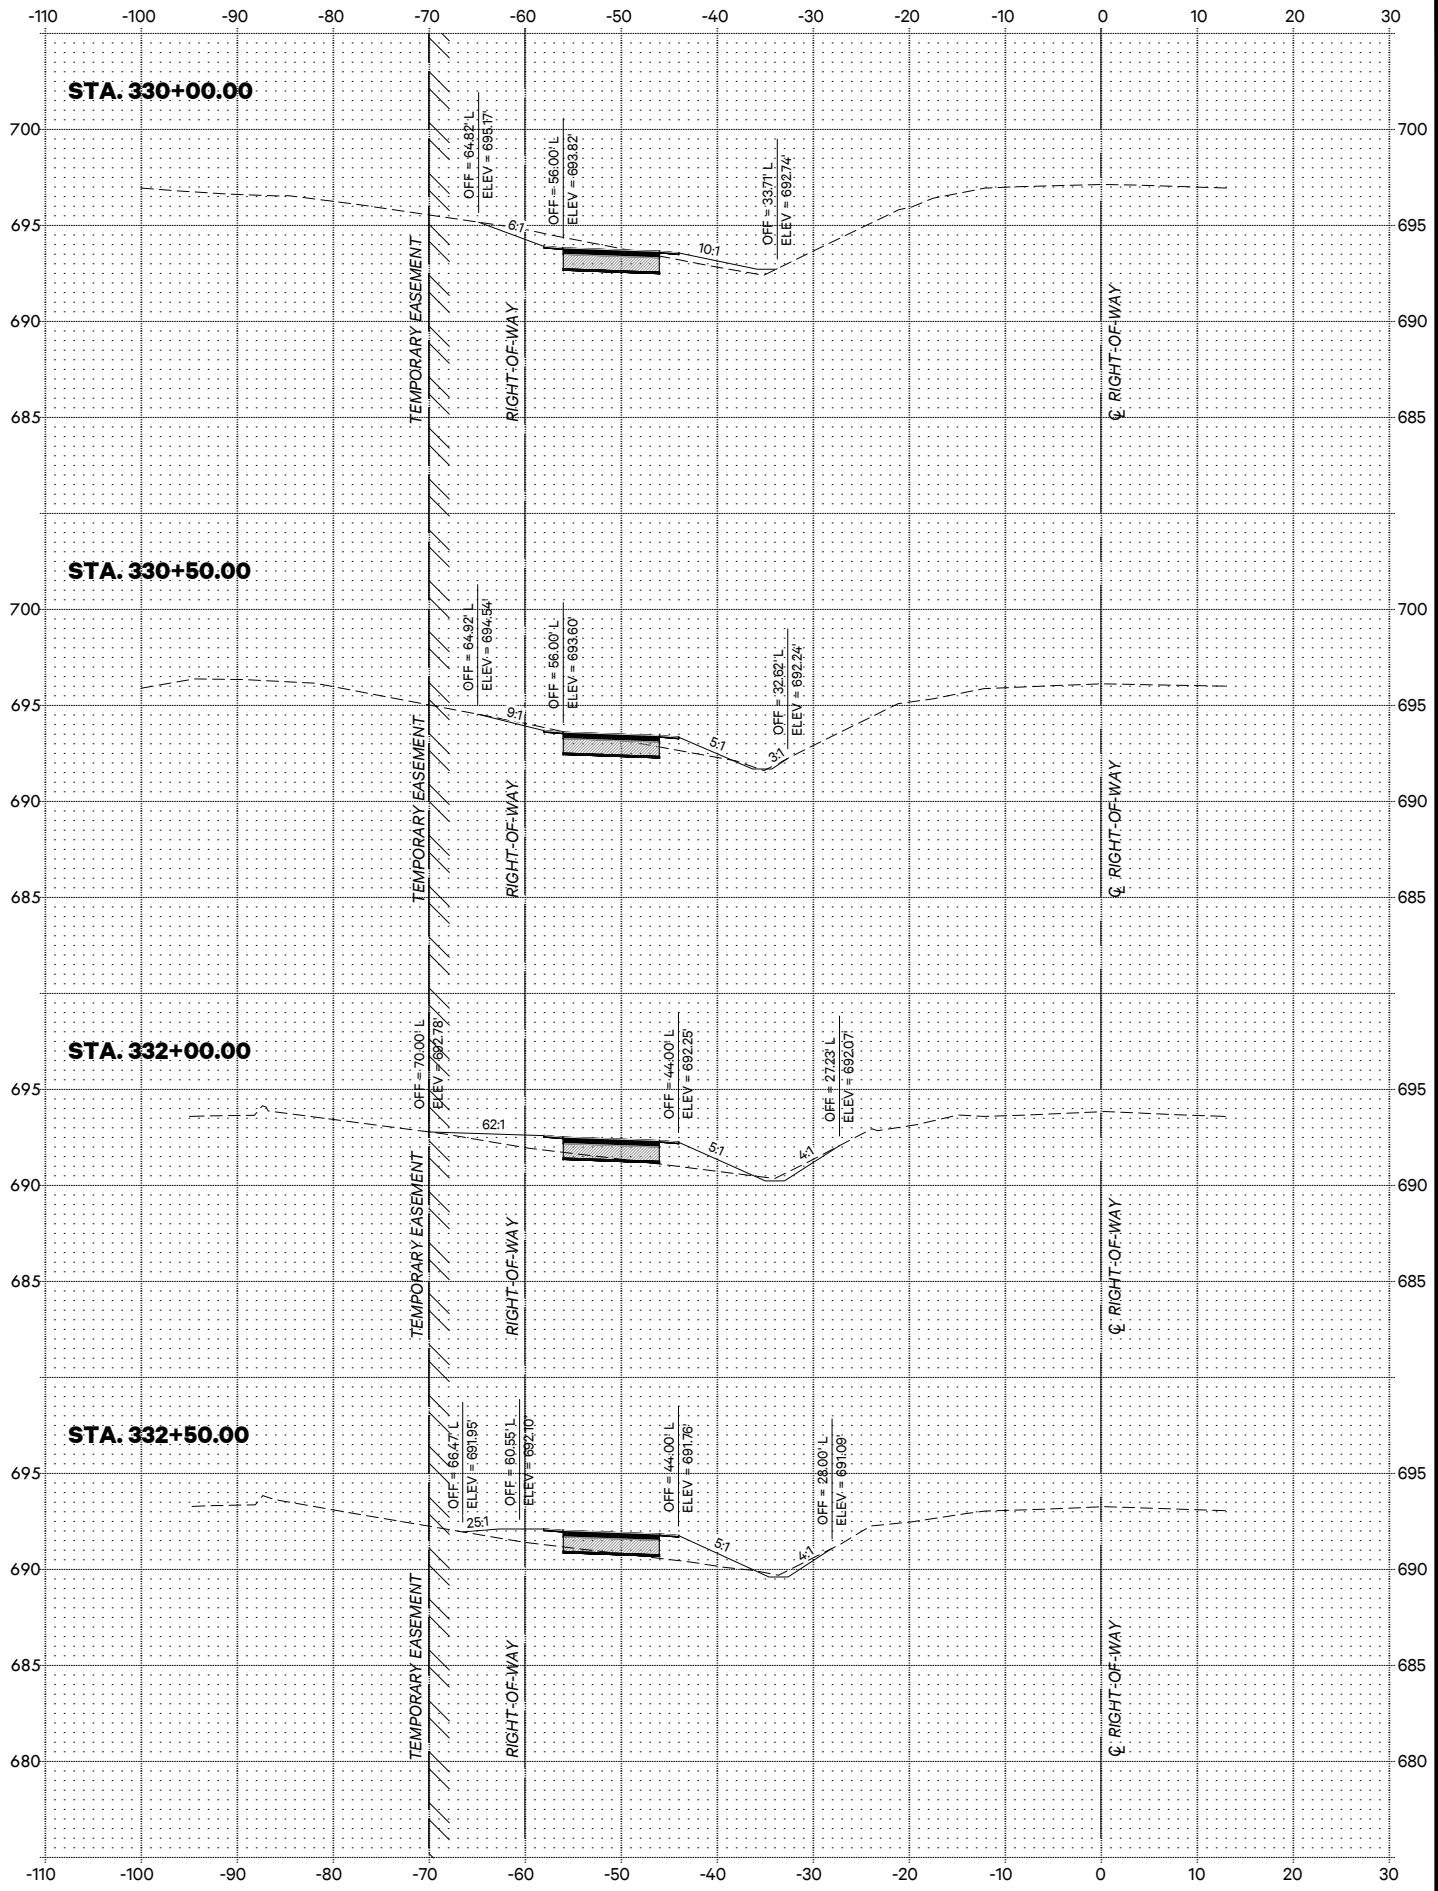 -110 -100 -90 -80 -70 -60 -50 -40 -30 -20 -10 0 10 20 30
STA. 330+00.00
OFF = 64.82' L
ELEV = 695.17'
OFF = 56.00' L
ELEV = 693.82'
OFF = 33.71' L
ELEV = 692.74'
700 700
695 695
6:1
10:1
TEMPORARY EASEMENT
RIGHT-OF-WAY
℄ RIGHT-OF-WAY
690 690
685 685
STA. 330+50.00
OFF = 64.92' L
ELEV = 694.54'
OFF = 56.00' L
ELEV = 693.60'
OFF = 32.62' L
ELEV = 692.24'
700 700
695 695
9:1
5:1
3:1
TEMPORARY EASEMENT
RIGHT-OF-WAY
℄ RIGHT-OF-WAY
690 690
685 685
STA. 332+00.00
OFF = 70.00' L
ELEV = 692.78'
OFF = 44.00' L
ELEV = 692.25'
OFF = 27.23' L
ELEV = 692.07'
695 695
62:1
5:1
4:1
TEMPORARY EASEMENT
RIGHT-OF-WAY
℄ RIGHT-OF-WAY
690 690
685 685
STA. 332+50.00
OFF = 66.47' L
ELEV = 691.95'
OFF = 60.55' L
ELEV = 692.10'
OFF = 44.00' L
ELEV = 691.76'
OFF = 28.00' L
ELEV = 691.09'
695 695
25:1
5:1
4:1
690 690
TEMPORARY EASEMENT
RIGHT-OF-WAY
℄ RIGHT-OF-WAY
685 685
680 680
-110 -100 -90 -80 -70 -60 -50 -40 -30 -20 -10 0 10 20 30